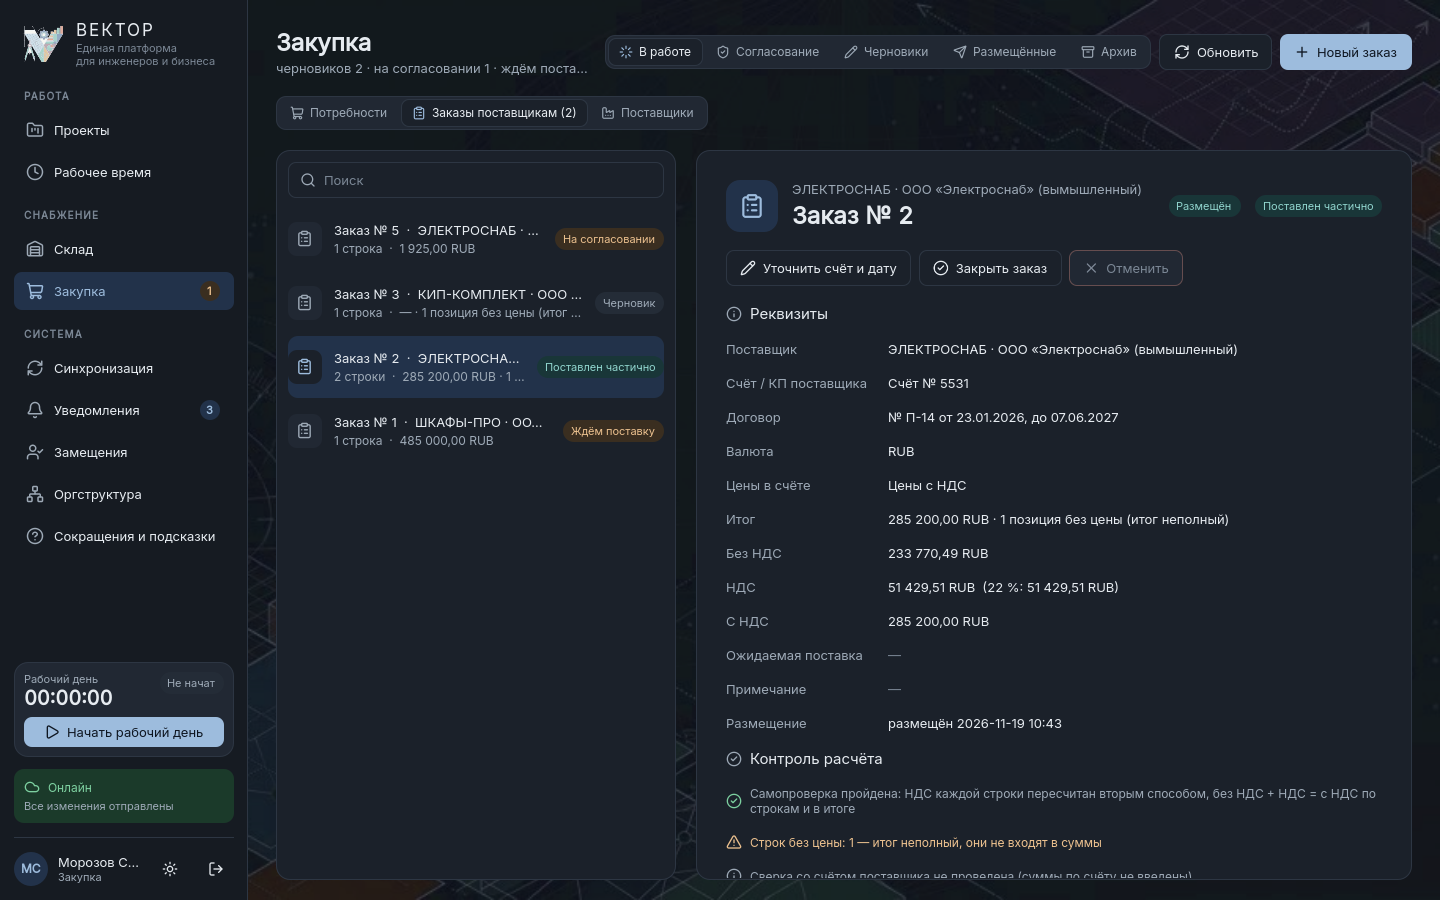 ВЕКТОР
Единая платформа
для инженеров и бизнеса
РАБОТА
Проекты
Рабочее время
СНАБЖЕНИЕ
Склад
Закупка 1
СИСТЕМА
Синхронизация
Уведомления 3
Замещения
Оргструктура
Сокращения и подсказки
Рабочий день Не начат
00:00:00
Начать рабочий день
Онлайн
Все изменения отправлены
МС Морозов С...
Закупка
Закупка
черновиков 2 · на согласовании 1 · ждём поста...
В работе Согласование Черновики Размещённые Архив
Обновить
Новый заказ
Потребности Заказы поставщикам (2) Поставщики
Поиск
Заказ № 5 · ЭЛЕКТРОСНАБ · ...
1 строка · 1 925,00 RUB
На согласовании
Заказ № 3 · КИП-КОМПЛЕКТ · ООО ...
1 строка · — · 1 позиция без цены (итог ...
Черновик
Заказ № 2 · ЭЛЕКТРОСНА...
2 строки · 285 200,00 RUB · 1 ...
Поставлен частично
Заказ № 1 · ШКАФЫ-ПРО · ОО...
1 строка · 485 000,00 RUB
Ждём поставку
ЭЛЕКТРОСНАБ · ООО «Электроснаб» (вымышленный)
Заказ № 2
Размещён Поставлен частично
Уточнить счёт и дату Закрыть заказ Отменить
Реквизиты
Поставщик ЭЛЕКТРОСНАБ · ООО «Электроснаб» (вымышленный)
Счёт / КП поставщика Счёт № 5531
Договор № П-14 от 23.01.2026, до 07.06.2027
Валюта RUB
Цены в счёте Цены с НДС
Итог 285 200,00 RUB · 1 позиция без цены (итог неполный)
Без НДС 233 770,49 RUB
НДС 51 429,51 RUB (22 %: 51 429,51 RUB)
С НДС 285 200,00 RUB
Ожидаемая поставка —
Примечание —
Размещение размещён 2026-11-19 10:43
Контроль расчёта
Самопроверка пройдена: НДС каждой строки пересчитан вторым способом, без НДС + НДС = с НДС по
строкам и в итоге
Строк без цены: 1 — итог неполный, они не входят в суммы
Сверка со счётом поставщика не проведена (суммы по счёту не введены)